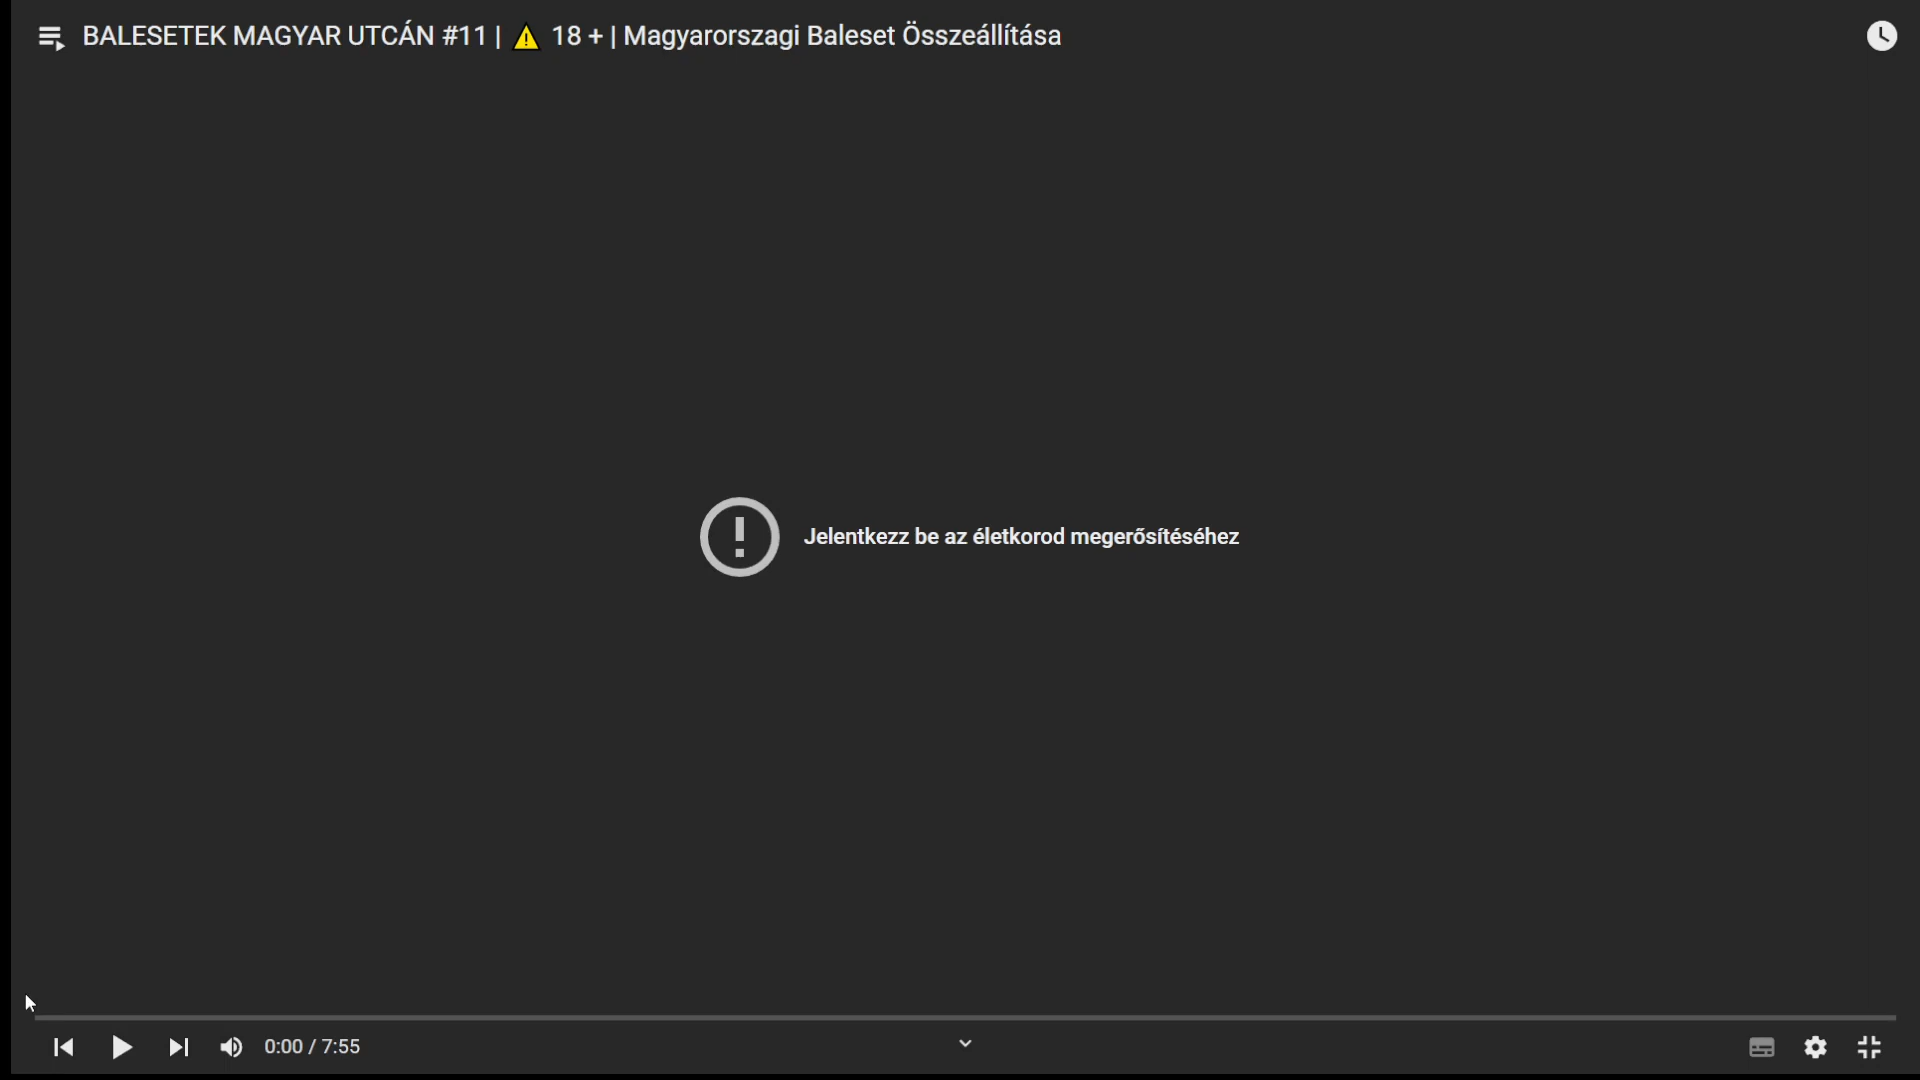 BALESETEK MAGYAR UTCÁN #11 | ⚠ 18 + | Magyarorszagi Baleset Összeállítása
Jelentkezz be az életkorod megerősítéséhez
0:00 / 7:55